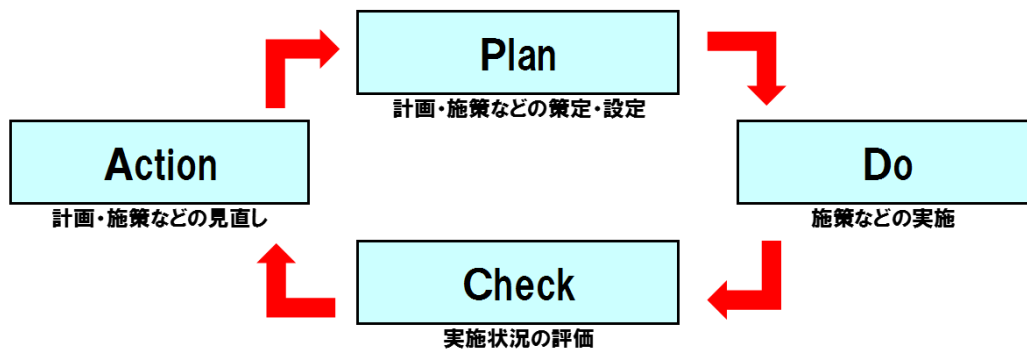 Plan
計画・施策などの策定・設定
Action
計画・施策などの見直し
Do
施策などの実施
Check
実施状況の評価